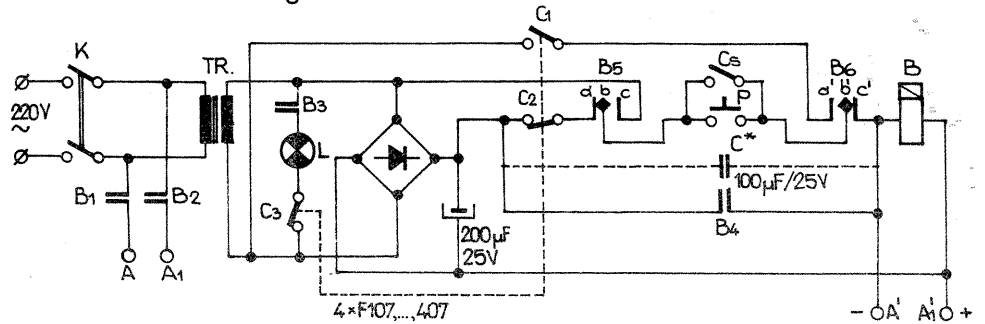 C1
K
TR.
220V
~
B3
L
C3
B1
B2
A
A1
200µF
25V
4×F107,...,407
C2
B5
a b c
Cs
P
C*
100µF/25V
B4
B6
a' b' c'
B
- A'
A'1 +